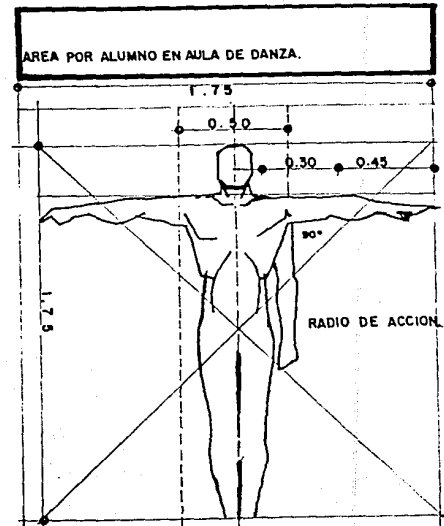 AREA POR ALUMNO EN AULA DE DANZA.
1.75
0.50
0.30 0.45
90°
1.75
RADIO DE ACCION.